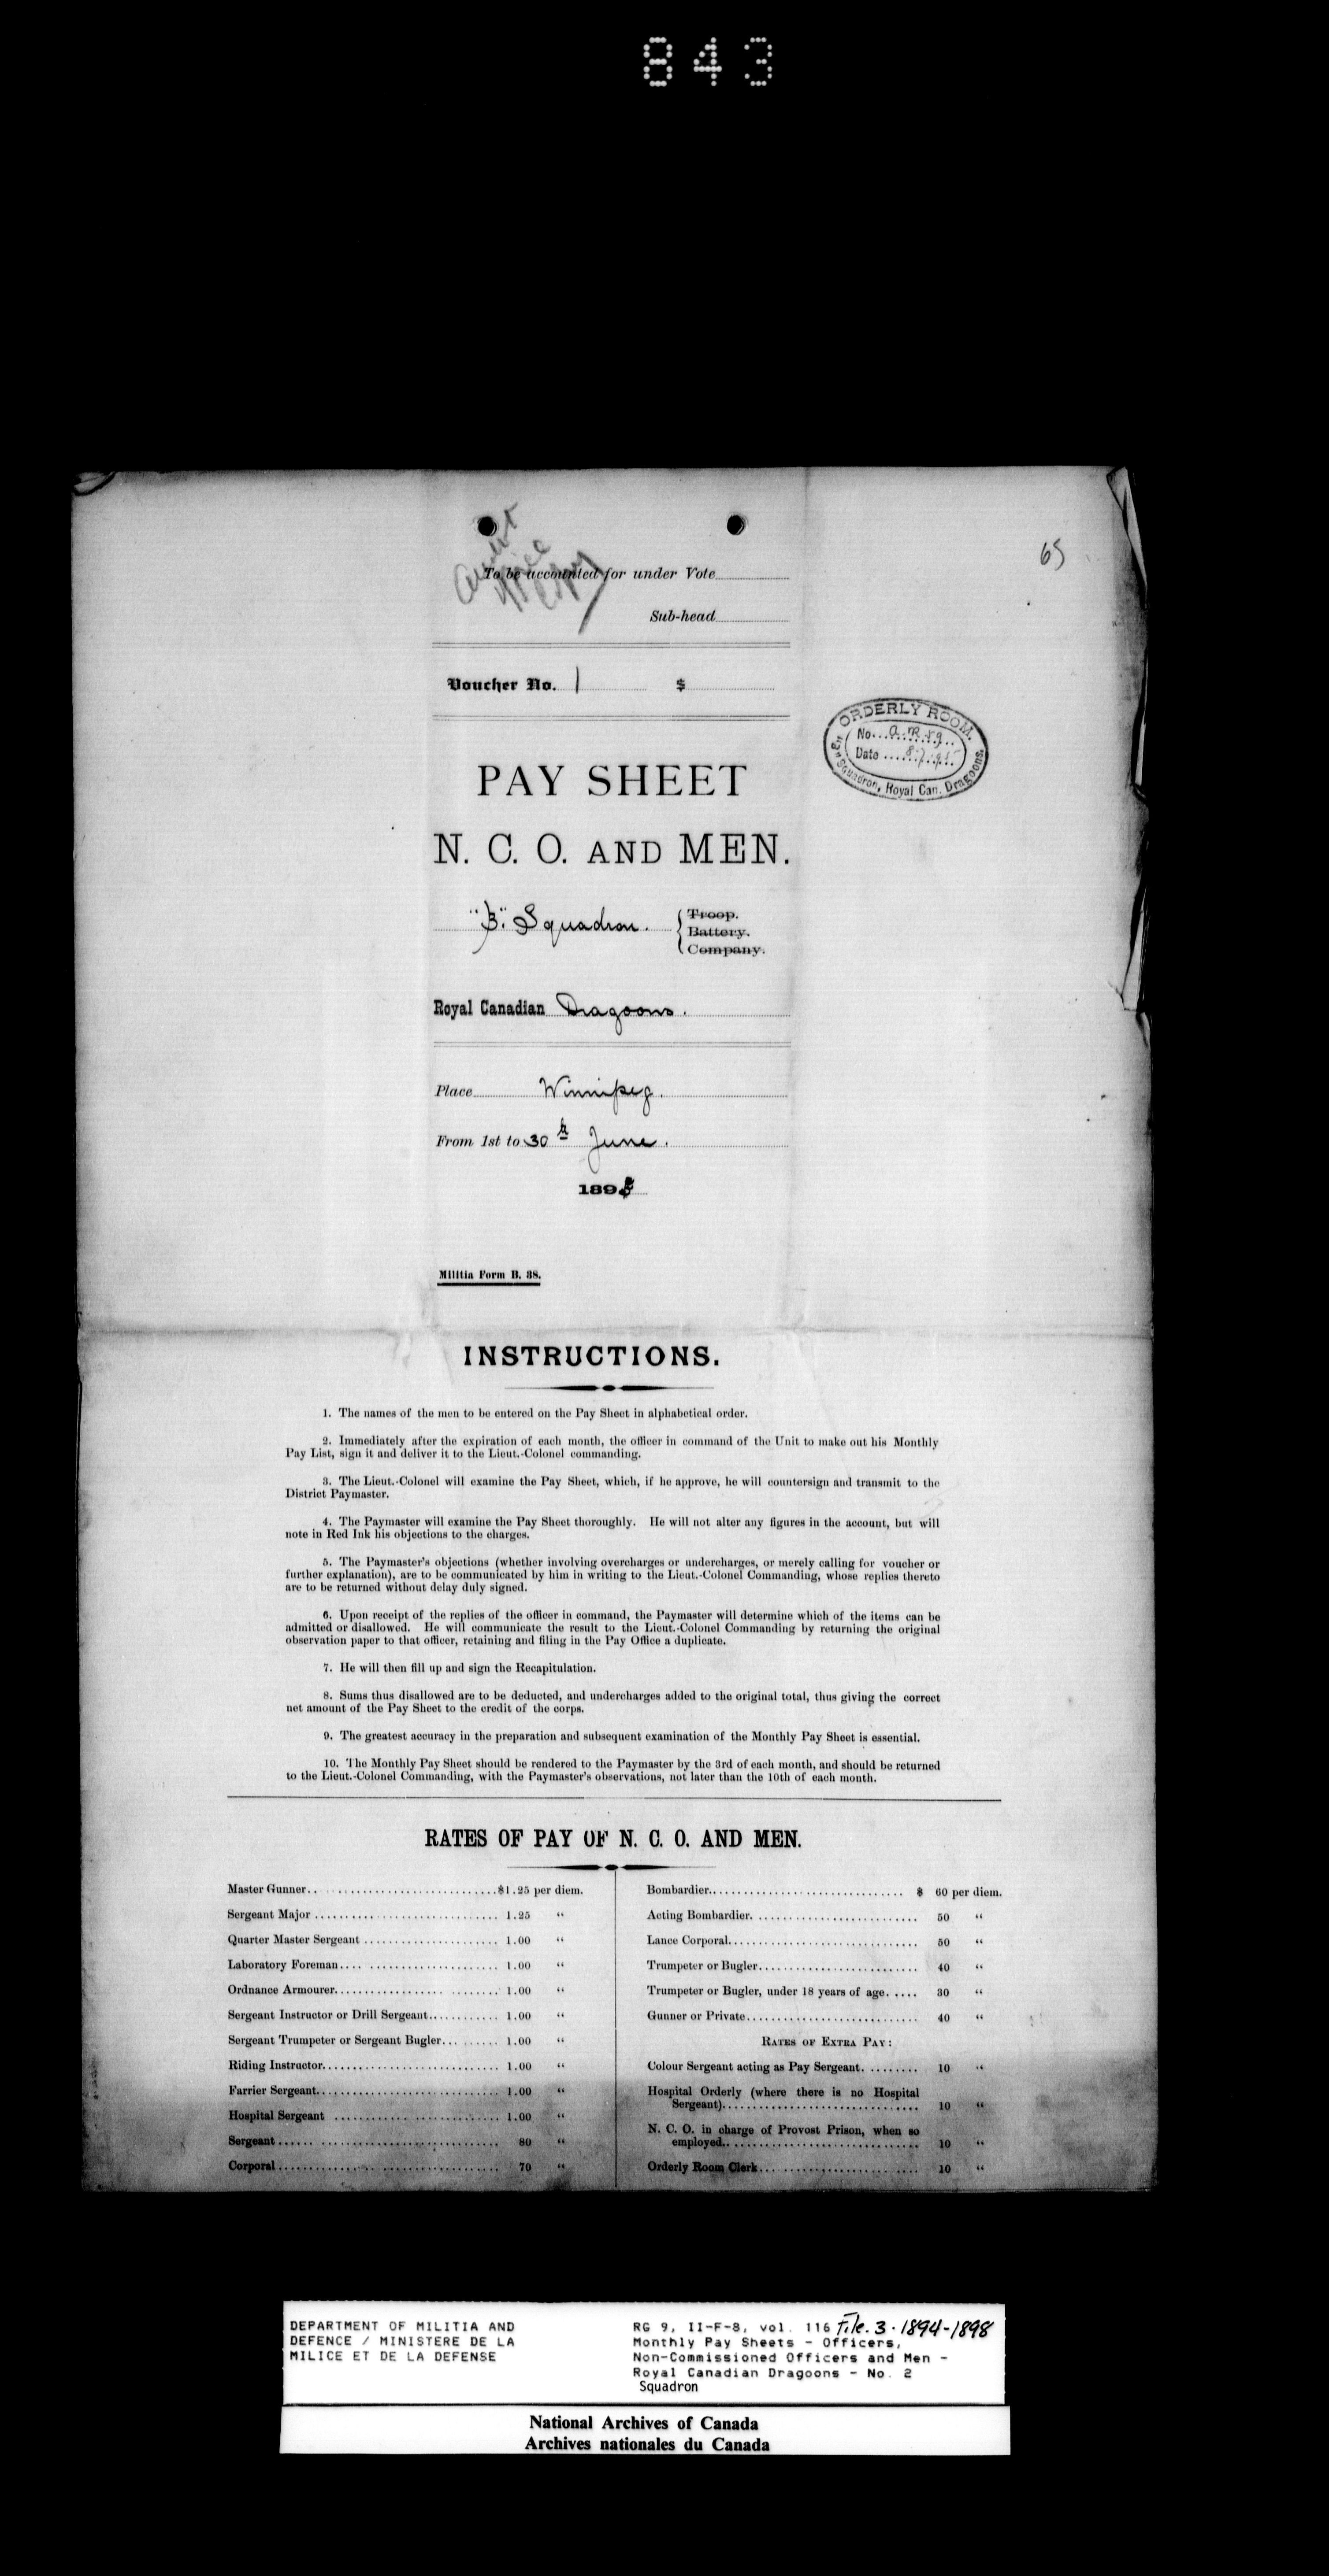 843
65
Audit
Office
Copy
To be accounted for under Vote
Sub-head
Voucher No. 1 $
ORDERLY ROOM.
No. a.R.59
Date 8.7.95
"B" Squadron, Royal Can. Dragoons.
PAY SHEET
N. C. O. AND MEN.
"B". Squadron.
Troop.
Battery.
Company.
Royal Canadian Dragoons.
Place Winnipeg.
From 1st to 30th June.
1895
Militia Form B. 38.
INSTRUCTIONS.
1. The names of the men to be entered on the Pay Sheet in alphabetical order.
2. Immediately after the expiration of each month, the officer in command of the Unit to make out his Monthly
Pay List, sign it and deliver it to the Lieut.-Colonel commanding.
3. The Lieut.-Colonel will examine the Pay Sheet, which, if he approve, he will countersign and transmit to the
District Paymaster.
4. The Paymaster will examine the Pay Sheet thoroughly. He will not alter any figures in the account, but will
note in Red Ink his objections to the charges.
5. The Paymaster's objections (whether involving overcharges or undercharges, or merely calling for voucher or
further explanation), are to be communicated by him in writing to the Lieut.-Colonel Commanding, whose replies thereto
are to be returned without delay duly signed.
6. Upon receipt of the replies of the officer in command, the Paymaster will determine which of the items can be
admitted or disallowed. He will communicate the result to the Lieut.-Colonel Commanding by returning the original
observation paper to that officer, retaining and filing in the Pay Office a duplicate.
7. He will then fill up and sign the Recapitulation.
8. Sums thus disallowed are to be deducted, and undercharges added to the original total, thus giving the correct
net amount of the Pay Sheet to the credit of the corps.
9. The greatest accuracy in the preparation and subsequent examination of the Monthly Pay Sheet is essential.
10. The Monthly Pay Sheet should be rendered to the Paymaster by the 3rd of each month, and should be returned
to the Lieut.-Colonel Commanding, with the Paymaster's observations, not later than the 10th of each month.
RATES OF PAY OF N. C. O. AND MEN.
Master Gunner $1.25 per diem.
Sergeant Major 1.25 "
Quarter Master Sergeant 1.00 "
Laboratory Foreman 1.00 "
Ordnance Armourer 1.00 "
Sergeant Instructor or Drill Sergeant 1.00 "
Sergeant Trumpeter or Sergeant Bugler 1.00 "
Riding Instructor 1.00 "
Farrier Sergeant 1.00 "
Hospital Sergeant 1.00 "
Sergeant 80 "
Corporal 70 "
Bombardier $ 60 per diem.
Acting Bombardier 50 "
Lance Corporal 50 "
Trumpeter or Bugler 40 "
Trumpeter or Bugler, under 18 years of age 30 "
Gunner or Private 40 "
RATES OF EXTRA PAY:
Colour Sergeant acting as Pay Sergeant 10 "
Hospital Orderly (where there is no Hospital
Sergeant) 10 "
N. C. O. in charge of Provost Prison, when so
employed 10 "
Orderly Room Clerk 10 "
DEPARTMENT OF MILITIA AND
DEFENCE / MINISTERE DE LA
MILICE ET DE LA DEFENSE
RG 9, II-F-8, vol. 116 File. 3. 1894-1898
Monthly Pay Sheets - Officers,
Non-Commissioned Officers and Men -
Royal Canadian Dragoons - No. 2
Squadron
National Archives of Canada
Archives nationales du Canada